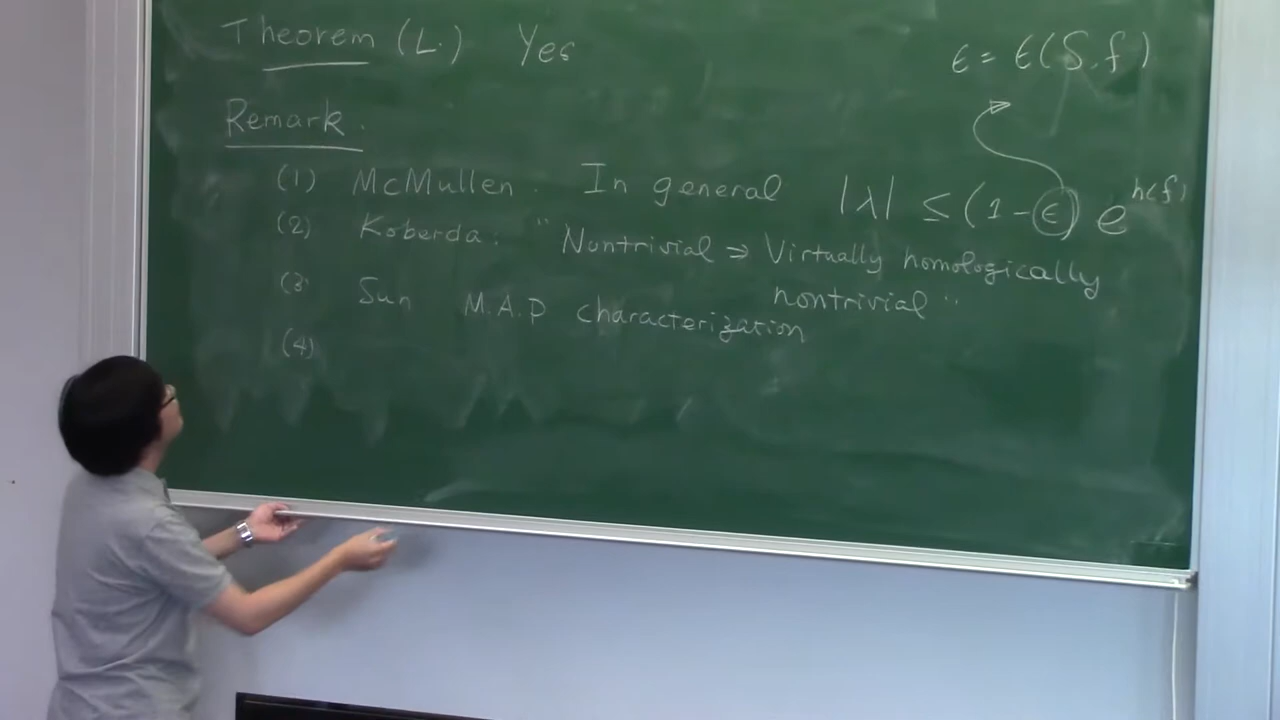 Theorem (L.) Yes
ϵ = ϵ(S, f)
Remark.
(1) McMullen. In general |λ| ≤ (1 - ϵ) e^{h(f)}
(2) Koberda: "Nontrivial ⇒ Virtually homologically
nontrivial"
(3) Sun M.A.P characterization
(4)